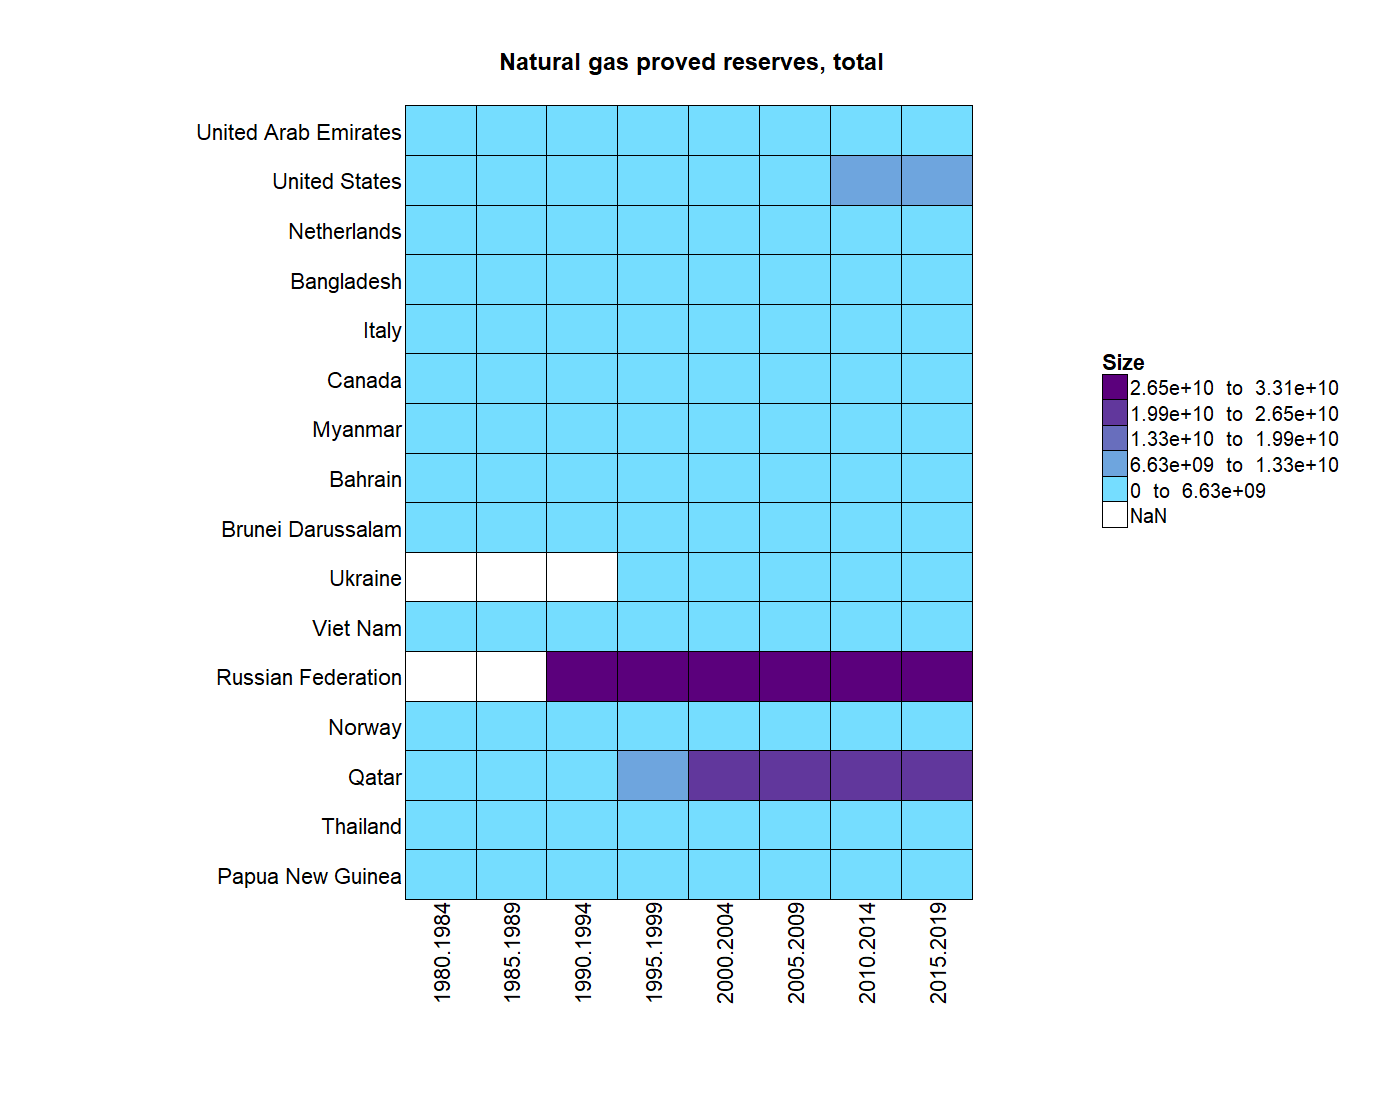 Natural gas proved reserves, total
United Arab Emirates
United States
Netherlands
Bangladesh
Italy
Canada
Myanmar
Bahrain
Brunei Darussalam
Ukraine
Viet Nam
Russian Federation
Norway
Qatar
Thailand
Papua New Guinea
1980.1984
1985.1989
1990.1994
1995.1999
2000.2004
2005.2009
2010.2014
2015.2019
Size
2.65e+10 to 3.31e+10
1.99e+10 to 2.65e+10
1.33e+10 to 1.99e+10
6.63e+09 to 1.33e+10
0 to 6.63e+09
NaN